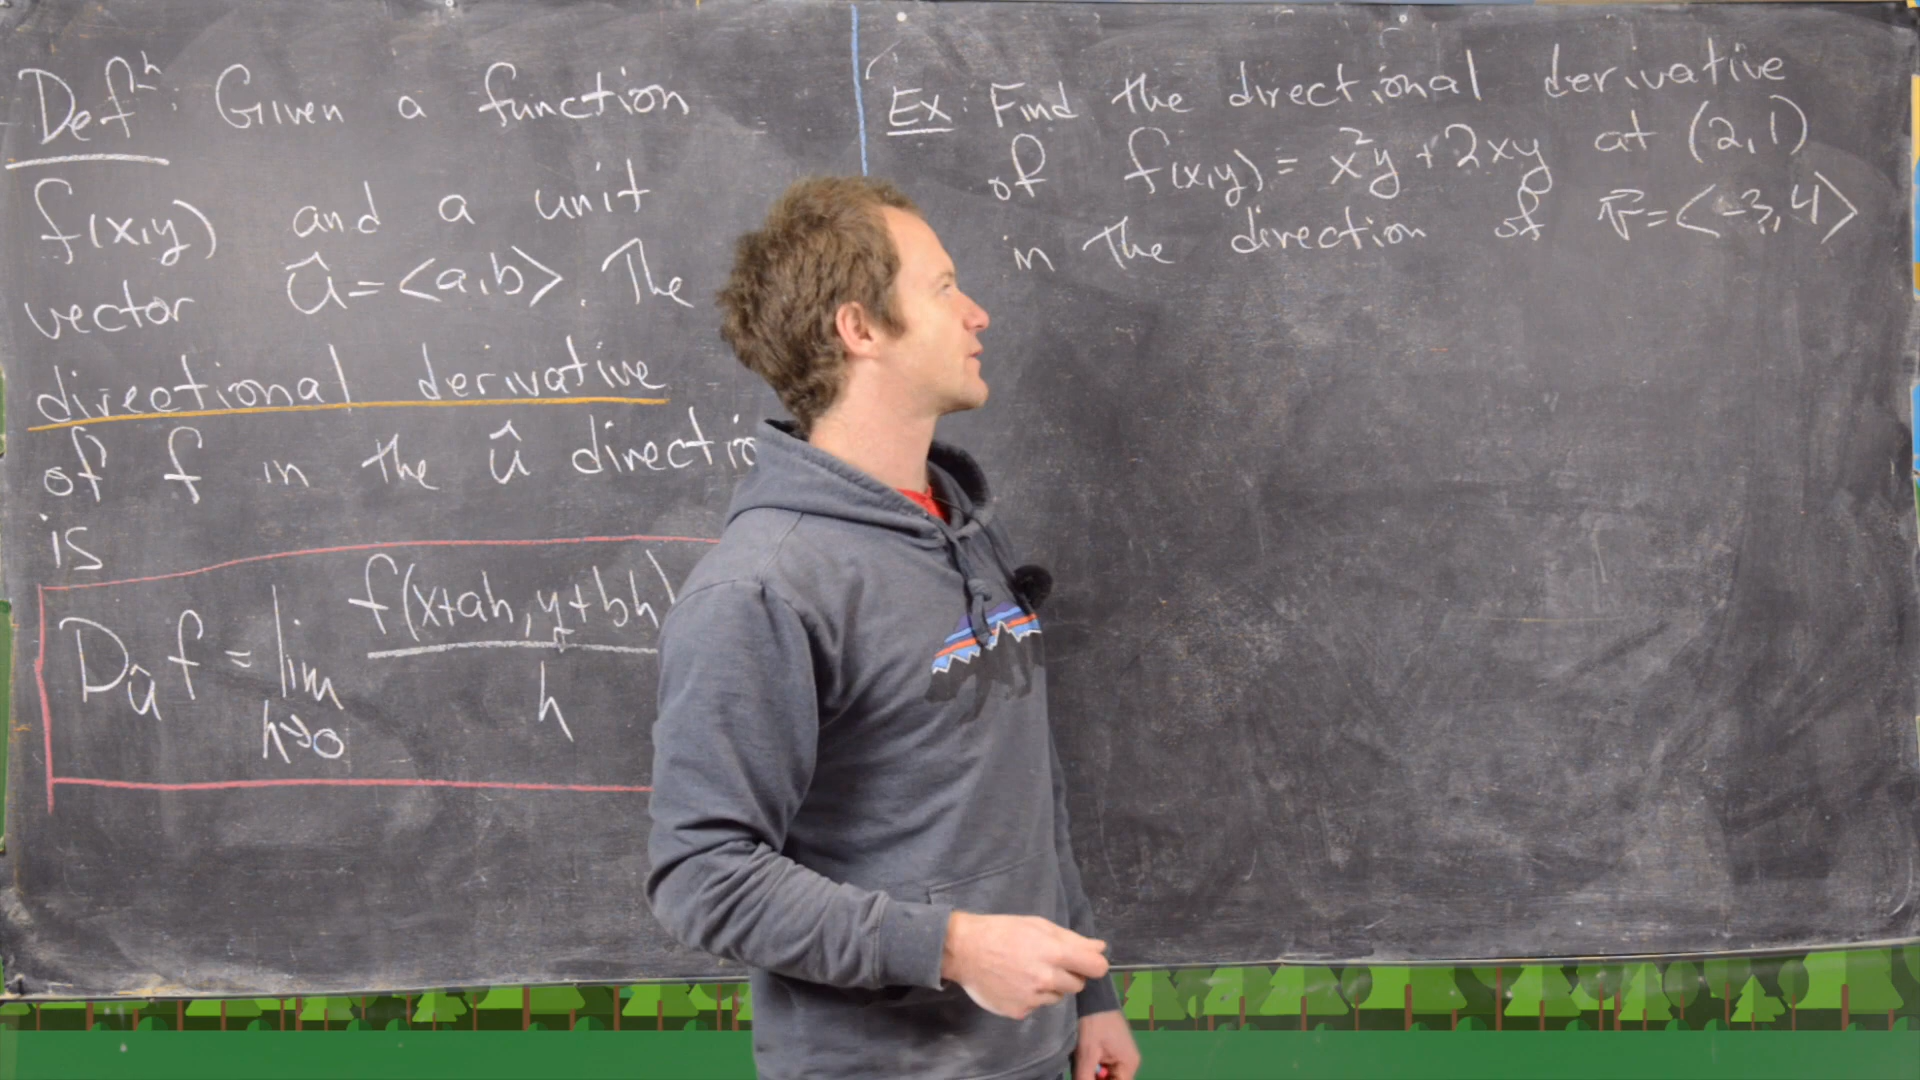 Defⁿ: Given a function
f(x,y) and a unit
vector û=<a,b>. The
directional derivative
of f in the û directio
is
D_û f = lim h→0 f(x+ah, y+bh) / h
Ex: Find the directional derivative
of f(x,y) = x²y + 2xy at (2,1)
in the direction of v⃗=<-3,4>